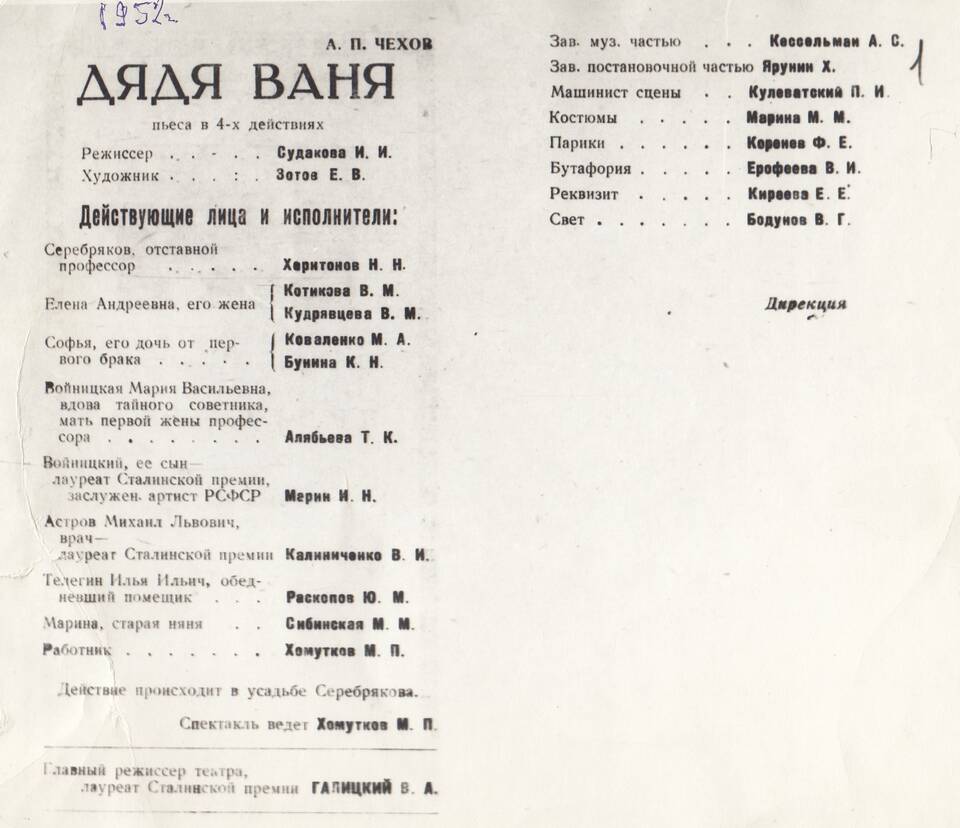 1952г.
А. П. ЧЕХОВ
ДЯДЯ ВАНЯ
пьеса в 4-х действиях
Режиссер . . - . . Судакова И. И.
Художник . . . : . Зотов Е. В.
Действующие лица и исполнители:
Серебряков, отставной
профессор . . . . . Харитонов Н. Н.
Елена Андреевна, его жена { Котикова В. М.
Кудрявцева В. М.
Софья, его дочь от пер-
вого брака . . . . . { Коваленко М. А.
Бунина К. Н.
Войницкая Мария Васильевна,
вдова тайного советника,
мать первой жены профес-
сора . . . . . . . . Алябьева Т. К.
Войницкий, ее сын—
лауреат Сталинской премии,
заслужен. артист РСФСР Мерин И. Н.
Астров Михаил Львович,
врач—
лауреат Сталинской премии Калиниченко В. И.
Телегин Илья Ильич, обед-
невший помещик . . . Раскопов Ю. М.
Марина, старая няня . . Сибинская М. М.
Работник . . . . . . . Хомутков М. П.
Действие происходит в усадьбе Серебрякова.
Спектакль ведет Хомутков М. П.
Главный режиссер театра,
лауреат Сталинской премии ГАЛИЦКИЙ В. А.
Зав. муз. частью . . . Кессельман А. С.
Зав. постановочной частью Ярунин Х.
Машинист сцены . . Кулеватский П. И.
Костюмы . . . . . Марина М. М.
Парики . . . . . . Коренев Ф. Е.
Бутафория . . . . . Ерофеева В. И.
Реквизит . . . . . Киреева Е. Е.
Свет . . . . . . . Бодунов В. Г.
Дирекция
1